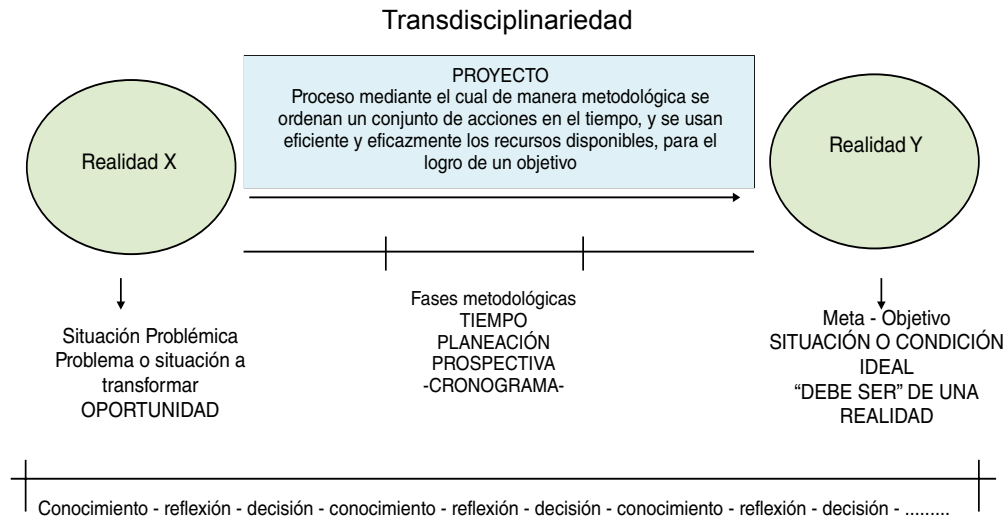 Transdisciplinariedad
PROYECTO
Proceso mediante el cual de manera metodológica se
ordenan un conjunto de acciones en el tiempo, y se usan
eficiente y eficazmente los recursos disponibles, para el
logro de un objetivo
Realidad X
Realidad Y
Situación Problémica
Problema o situación a
transformar
OPORTUNIDAD
Fases metodológicas
TIEMPO
PLANEACIÓN
PROSPECTIVA
-CRONOGRAMA-
Meta - Objetivo
SITUACIÓN O CONDICIÓN
IDEAL
“DEBE SER” DE UNA
REALIDAD
Conocimiento - reflexión - decisión - conocimiento - reflexión - decisión - conocimiento - reflexión - decisión - .........